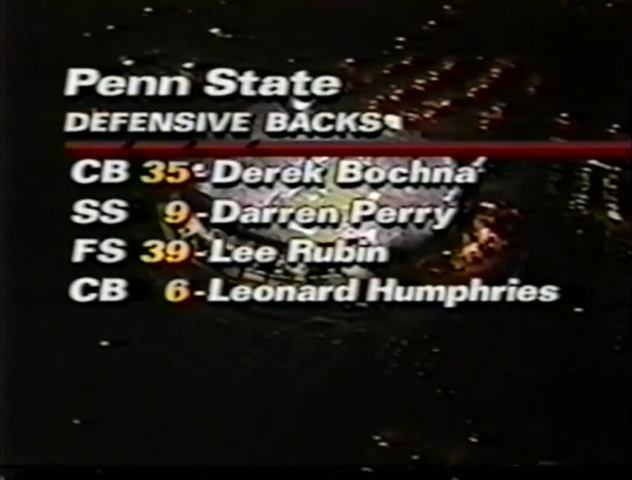 Penn State
DEFENSIVE BACKS
CB 35-Derek Bochna
SS 9-Darren Perry
FS 39-Lee Rubin
CB 6-Leonard Humphries